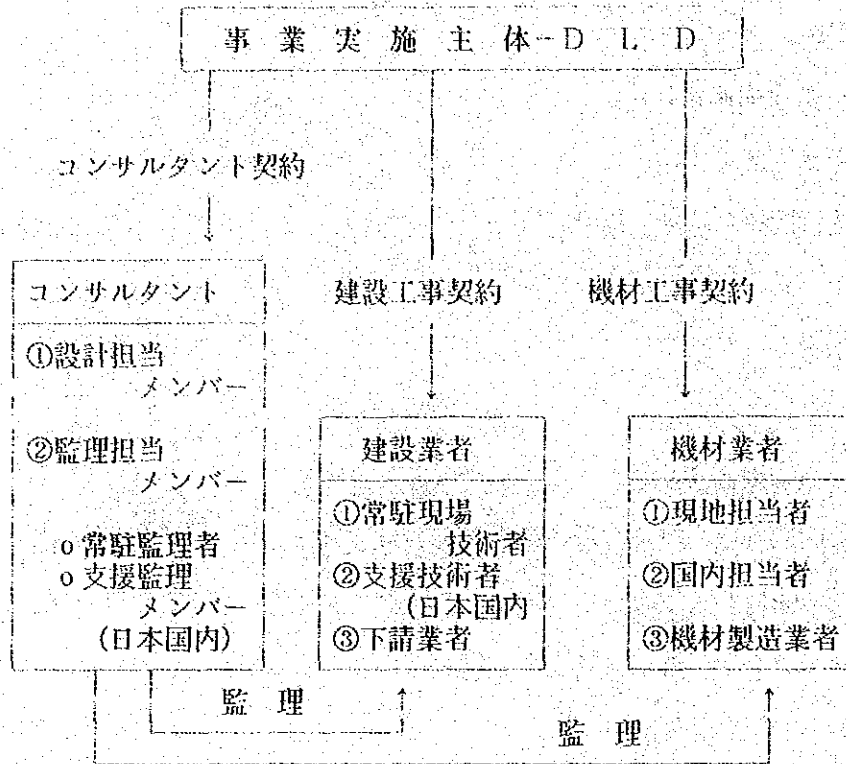 事業実施主体-DLD
コンサルタント契約
建設工事契約
機材工事契約
コンサルタント
①設計担当
メンバー
②監理担当
メンバー
o 常駐監理者
o 支援監理
メンバー
(日本国内)
建設業者
①常駐現場
技術者
②支援技術者
(日本国内
③下請業者
機材業者
①現地担当者
②国内担当者
③機材製造業者
監理
監理